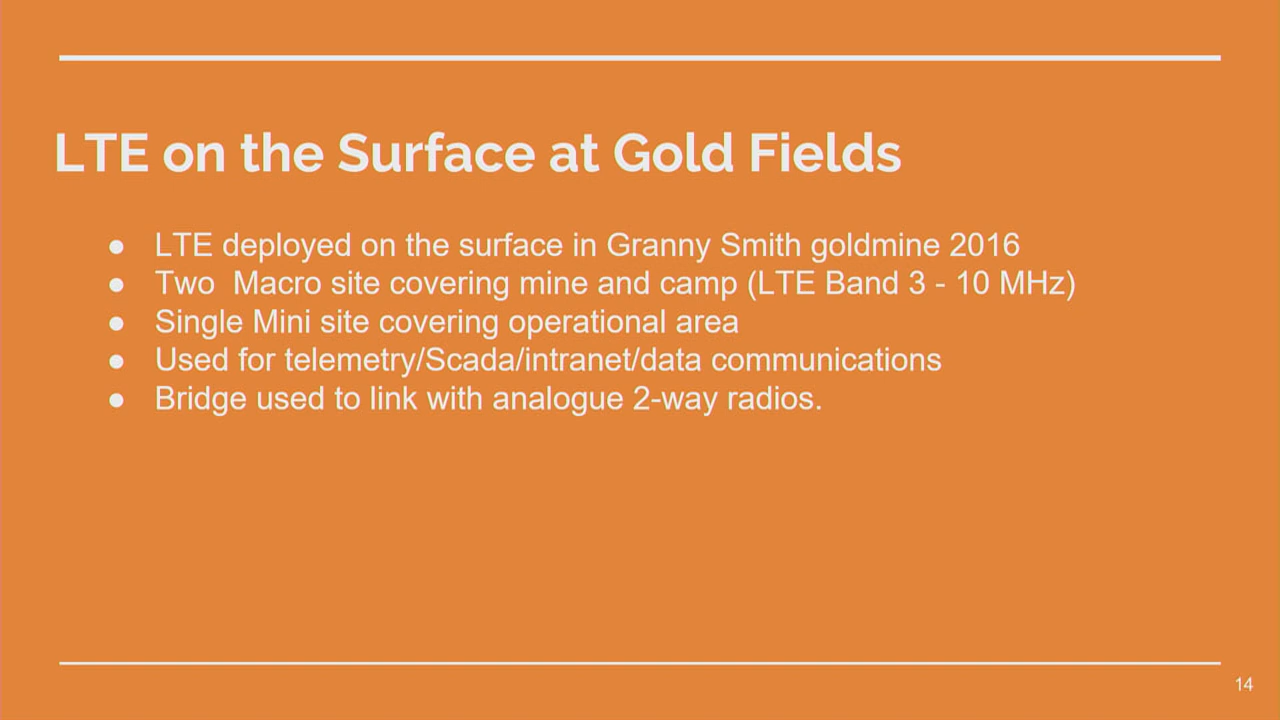 LTE on the Surface at Gold Fields
● LTE deployed on the surface in Granny Smith goldmine 2016
● Two  Macro site covering mine and camp (LTE Band 3 - 10 MHz)
● Single Mini site covering operational area
● Used for telemetry/Scada/intranet/data communications
● Bridge used to link with analogue 2-way radios.
14